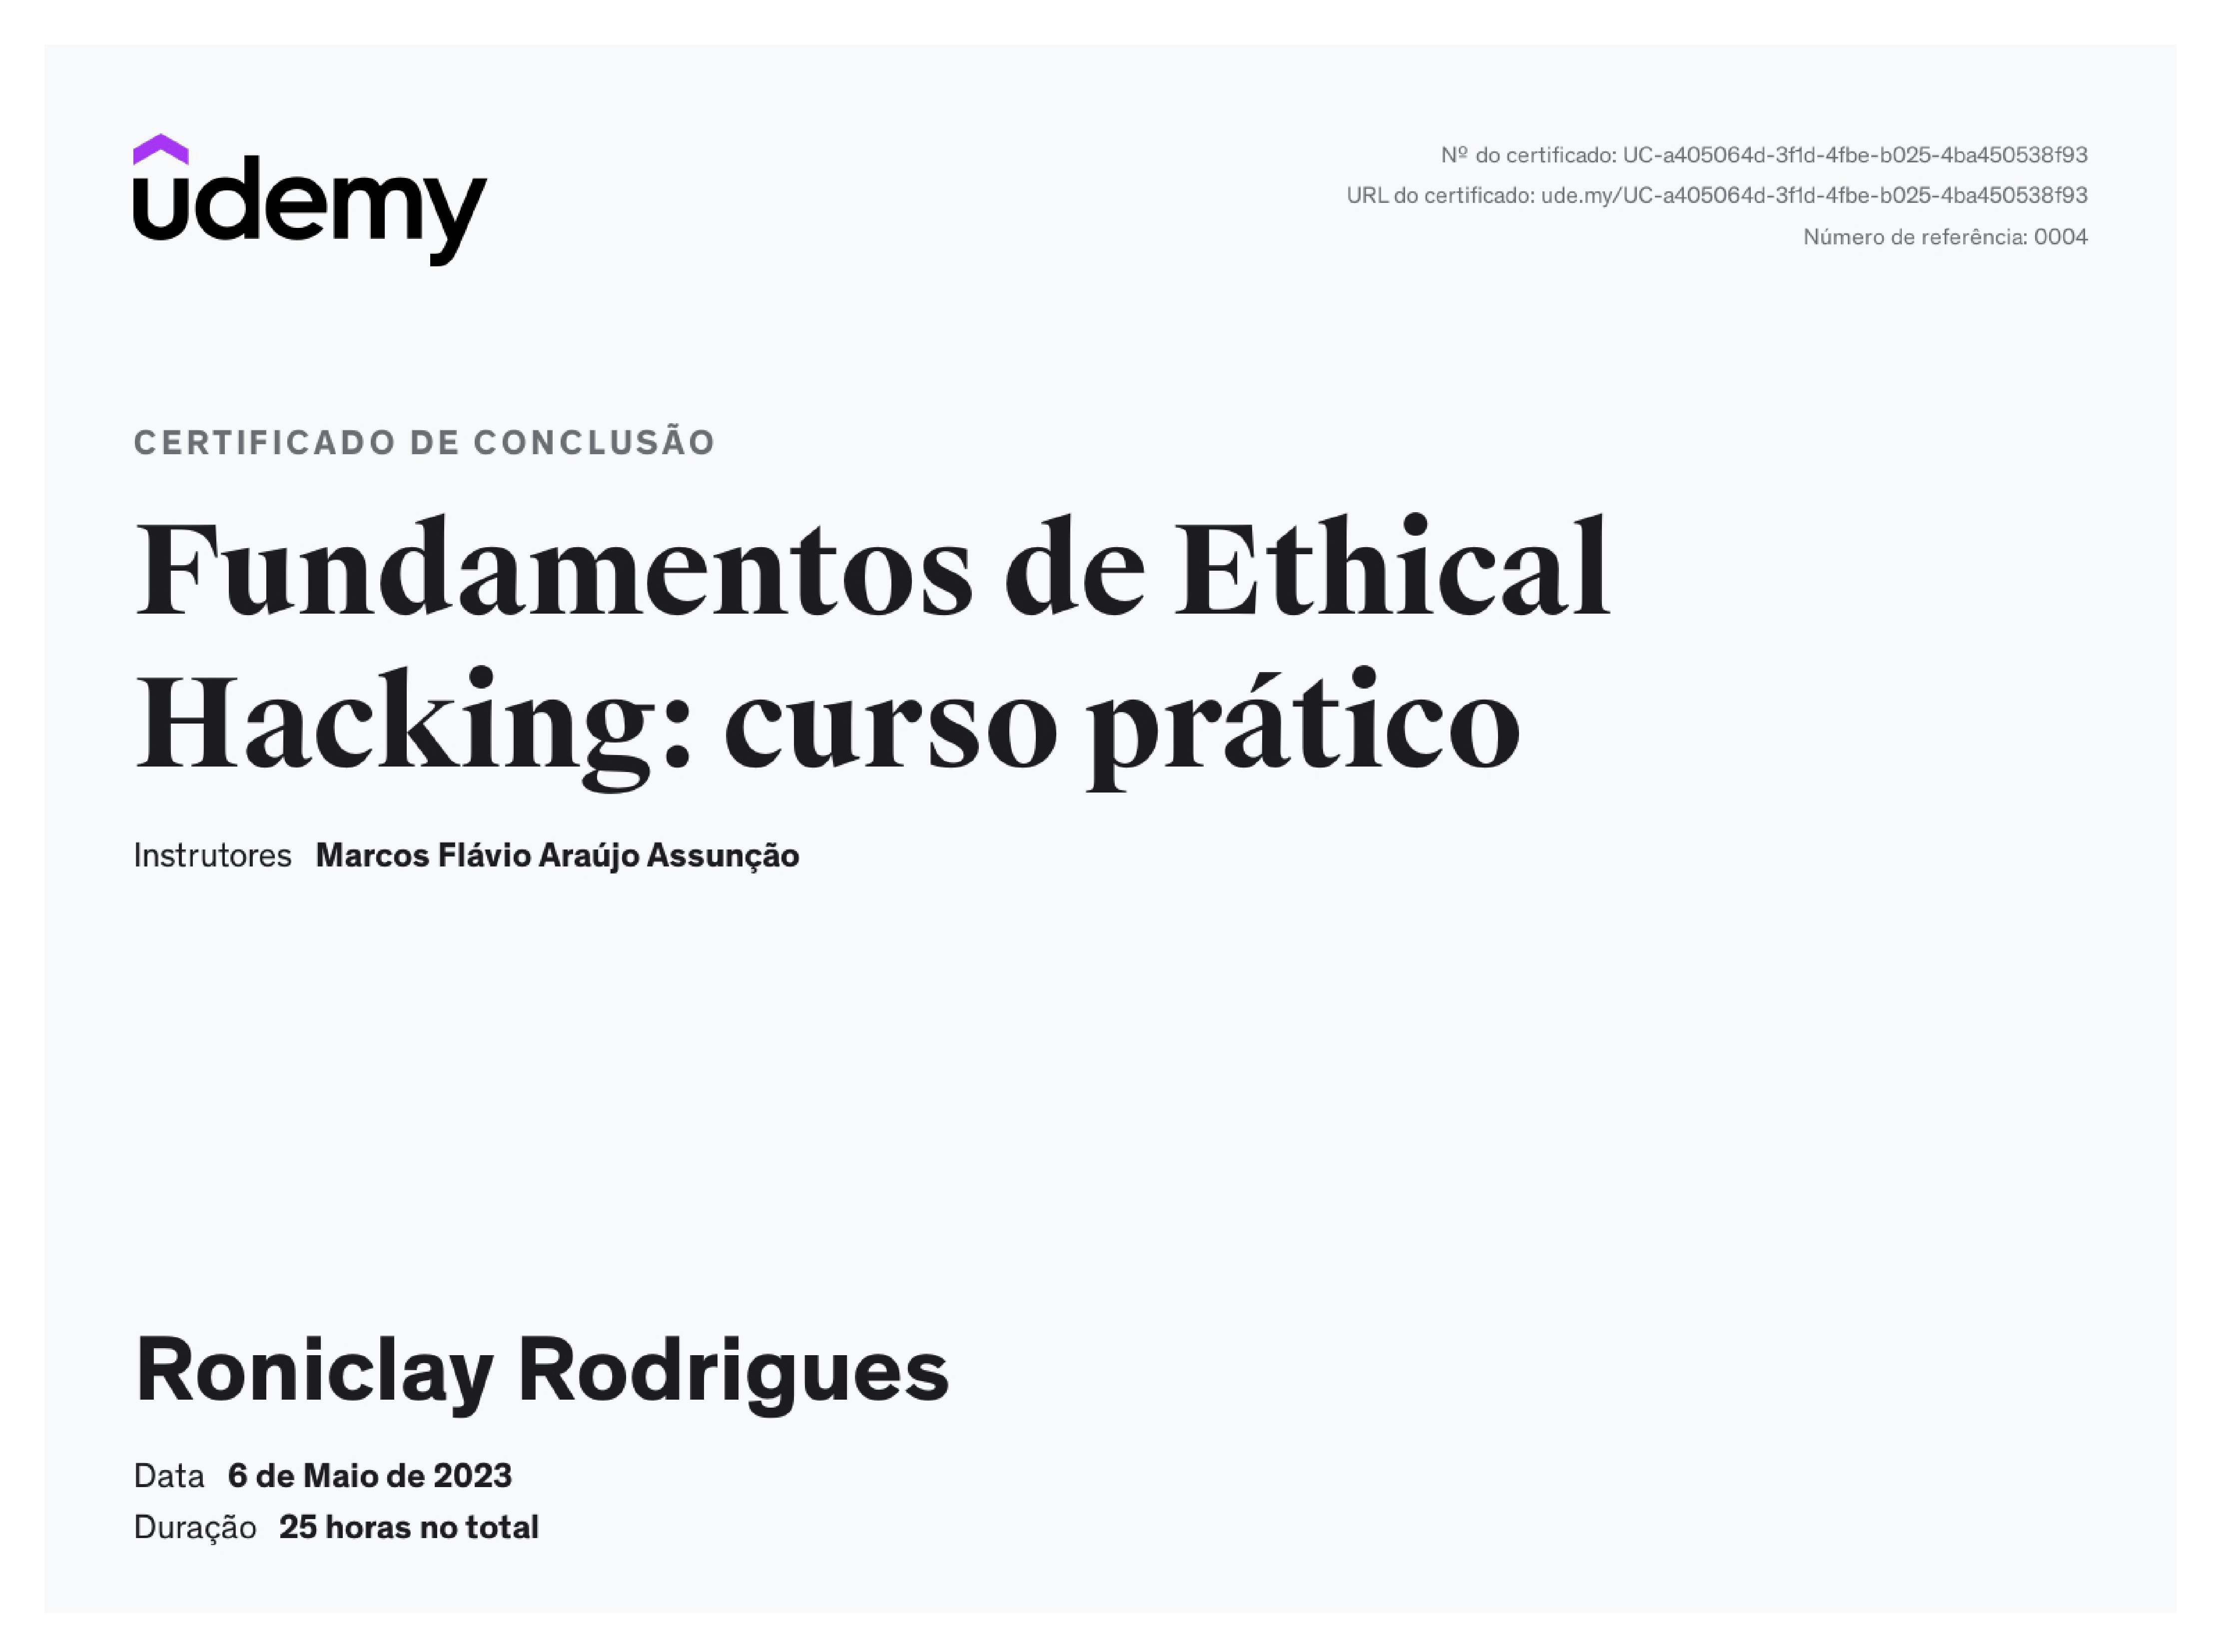 udemy
Nº do certificado: UC-a405064d-3f1d-4fbe-b025-4ba450538f93
URL do certificado: ude.my/UC-a405064d-3f1d-4fbe-b025-4ba450538f93
Número de referência: 0004
CERTIFICADO DE CONCLUSÃO
Fundamentos de Ethical
Hacking: curso prático
Instrutores Marcos Flávio Araújo Assunção
Roniclay Rodrigues
Data 6 de Maio de 2023
Duração 25 horas no total